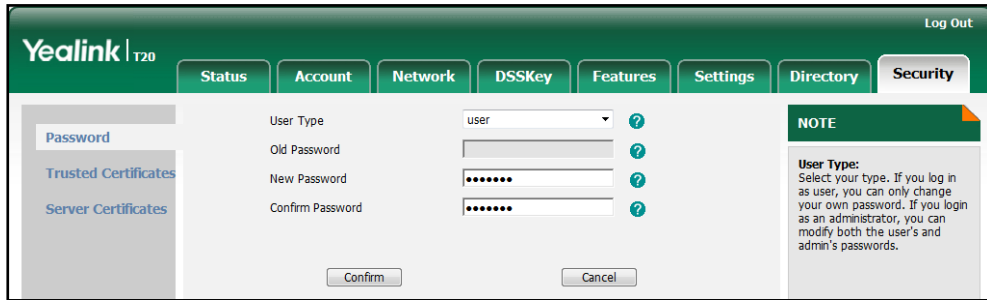 Log Out
Yealink | T20
Status Account Network DSSKey Features Settings Directory Security
Password
Trusted Certificates
Server Certificates
User Type user ?
Old Password ?
New Password ••••••• ?
Confirm Password ••••••• ?
Confirm Cancel
NOTE
User Type:
Select your type. If you log in
as user, you can only change
your own password. If you login
as an administrator, you can
modify both the user's and
admin's passwords.